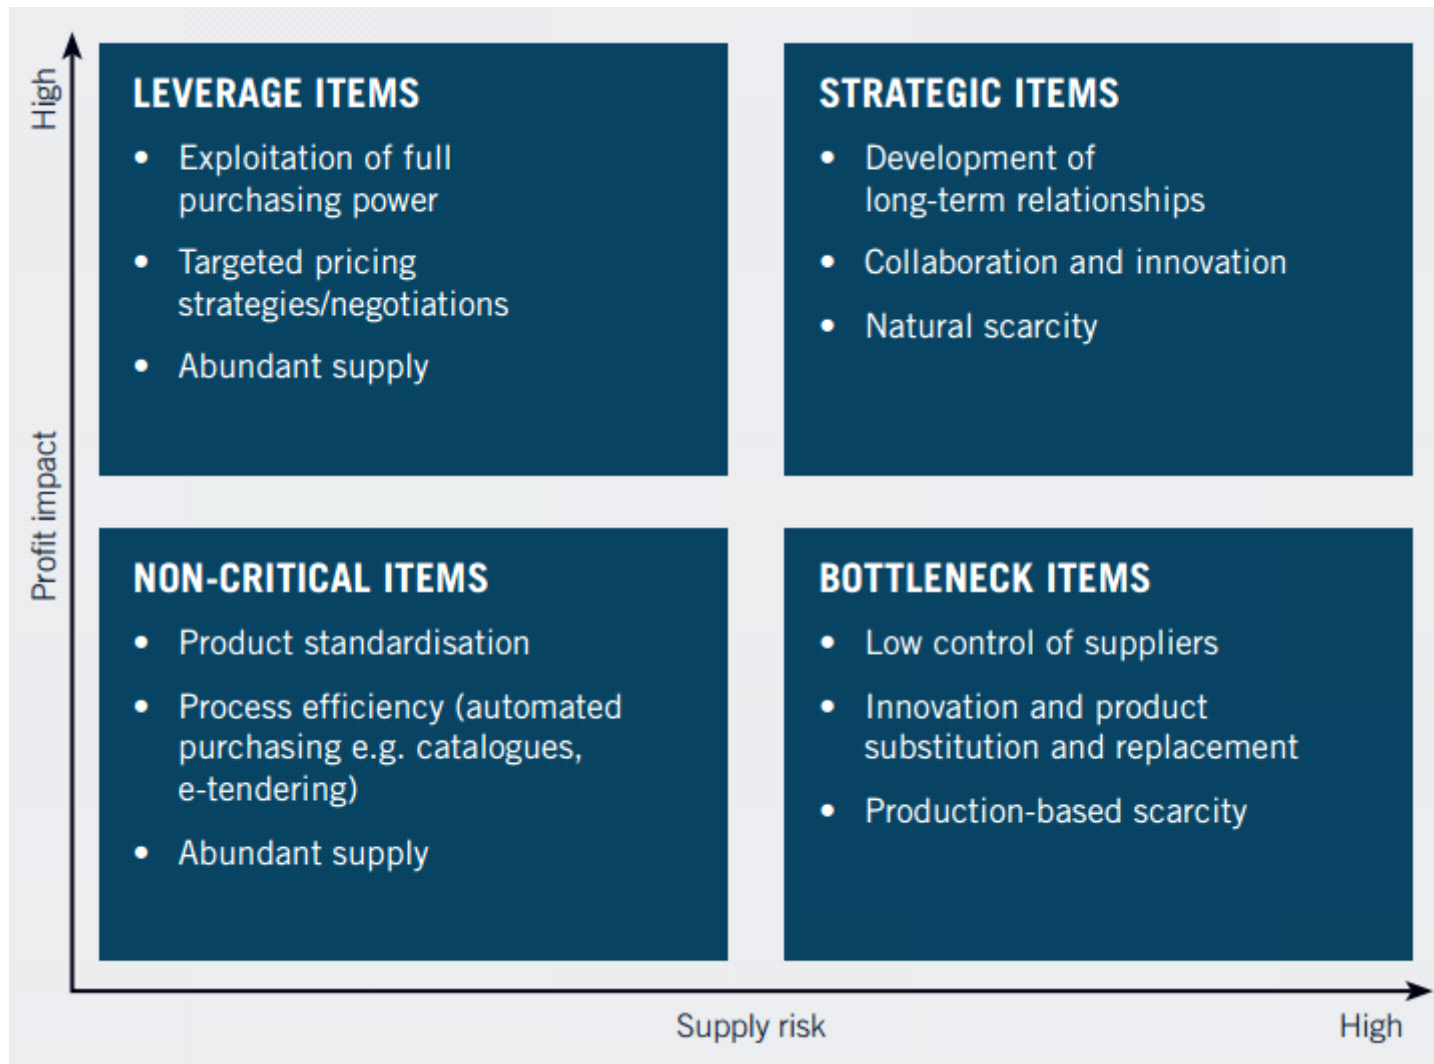 High
Profit impact
LEVERAGE ITEMS
• Exploitation of full
purchasing power
• Targeted pricing
strategies/negotiations
• Abundant supply
STRATEGIC ITEMS
• Development of
long-term relationships
• Collaboration and innovation
• Natural scarcity
NON-CRITICAL ITEMS
• Product standardisation
• Process efficiency (automated
purchasing e.g. catalogues,
e-tendering)
• Abundant supply
BOTTLENECK ITEMS
• Low control of suppliers
• Innovation and product
substitution and replacement
• Production-based scarcity
Supply risk
High